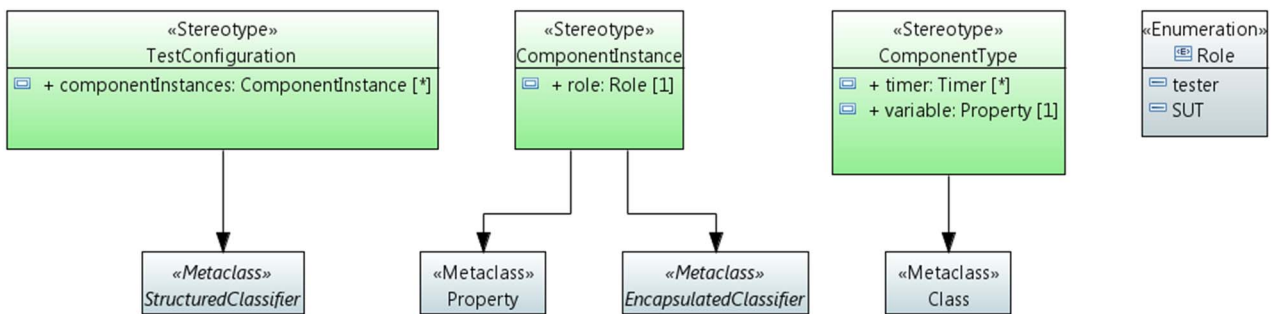 «Stereotype»
TestConfiguration
+ componentInstances: ComponentInstance [*]
«Stereotype»
ComponentInstance
+ role: Role [1]
«Stereotype»
ComponentType
+ timer: Timer [*]
+ variable: Property [1]
«Enumeration»
Role
tester
SUT
«Metaclass»
StructuredClassifier
«Metaclass»
Property
«Metaclass»
EncapsulatedClassifier
«Metaclass»
Class